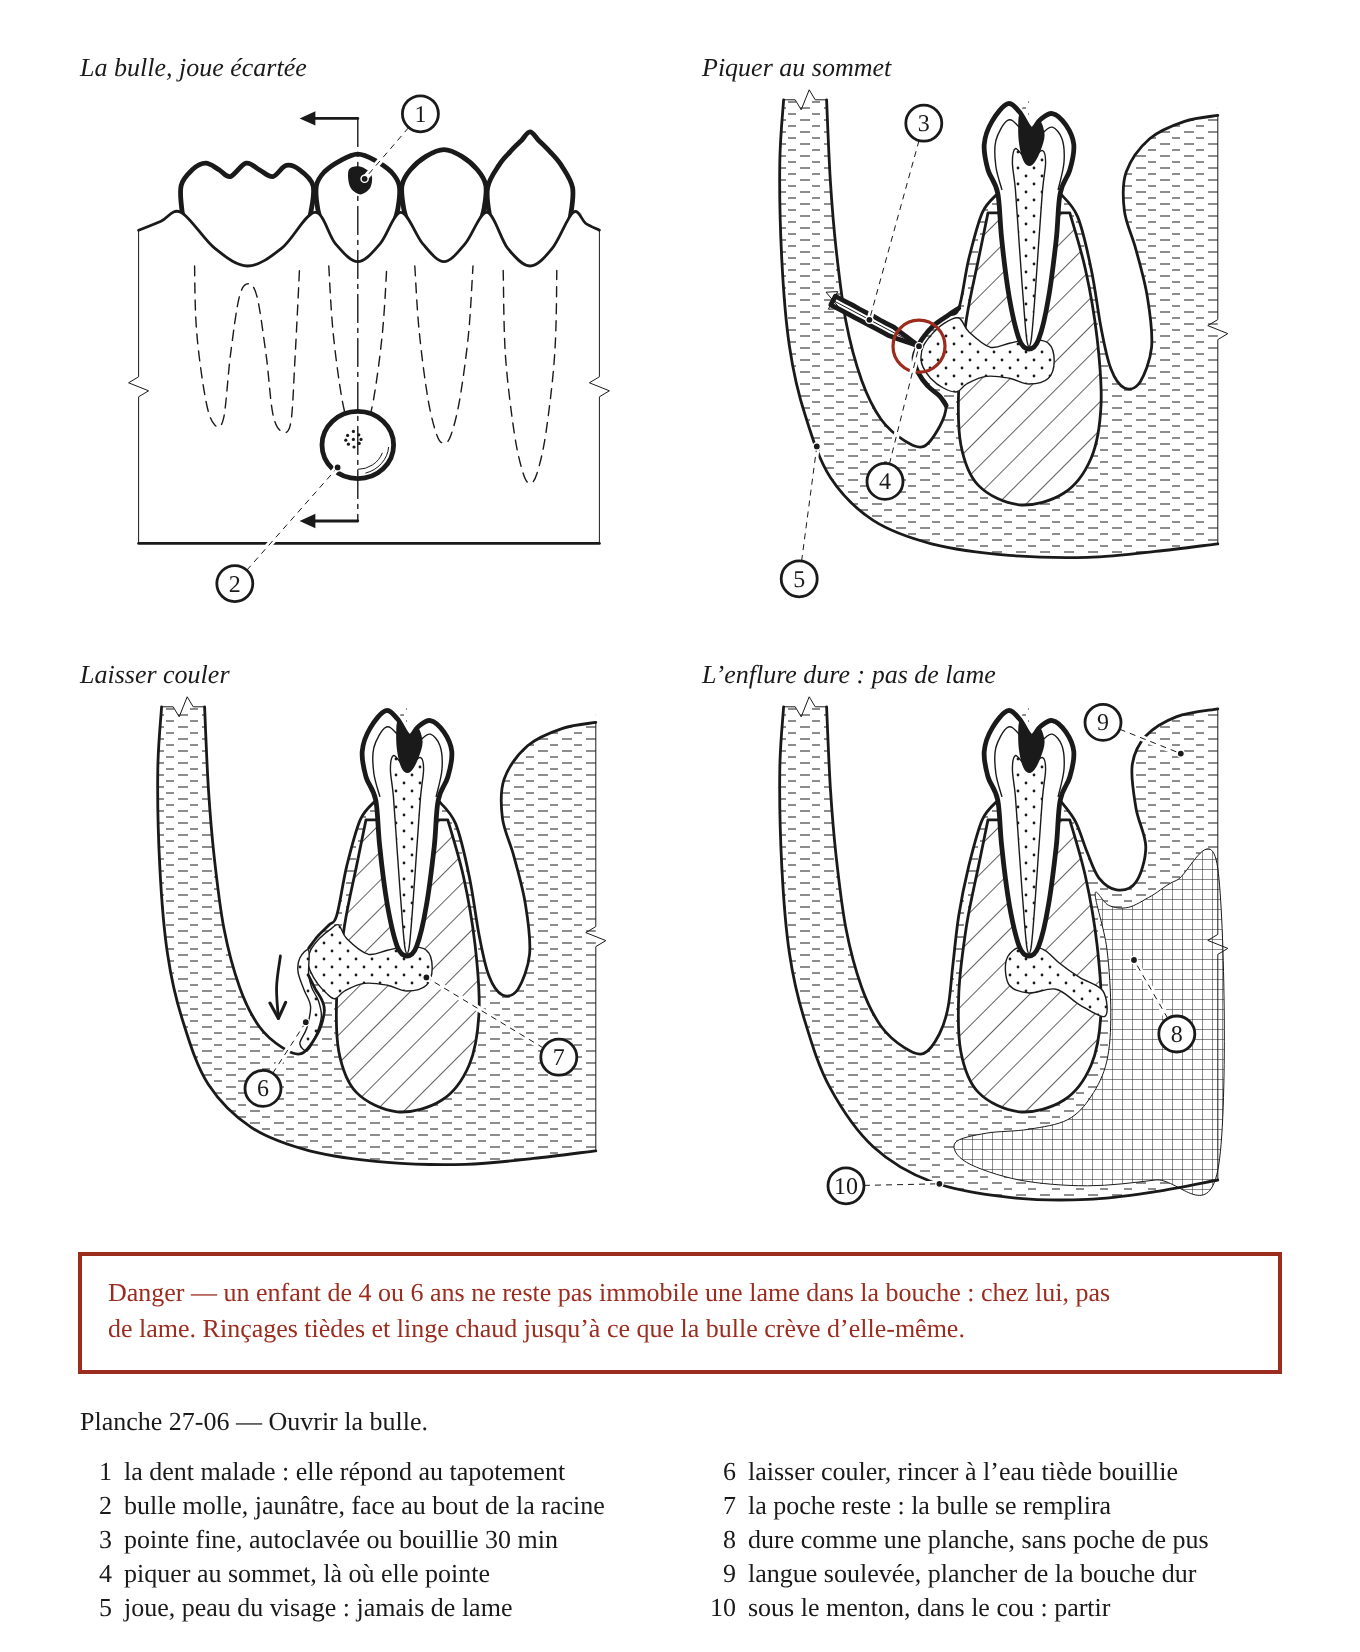 La bulle, joue écartée
Piquer au sommet
1
3
2
4
5
Laisser couler
L’enflure dure : pas de lame
9
8
7
6
10
Danger — un enfant de 4 ou 6 ans ne reste pas immobile une lame dans la bouche : chez lui, pas
de lame. Rinçages tièdes et linge chaud jusqu’à ce que la bulle crève d’elle-même.
Planche 27-06 — Ouvrir la bulle.
1 la dent malade : elle répond au tapotement
2 bulle molle, jaunâtre, face au bout de la racine
3 pointe fine, autoclavée ou bouillie 30 min
4 piquer au sommet, là où elle pointe
5 joue, peau du visage : jamais de lame
6 laisser couler, rincer à l’eau tiède bouillie
7 la poche reste : la bulle se remplira
8 dure comme une planche, sans poche de pus
9 langue soulevée, plancher de la bouche dur
10 sous le menton, dans le cou : partir